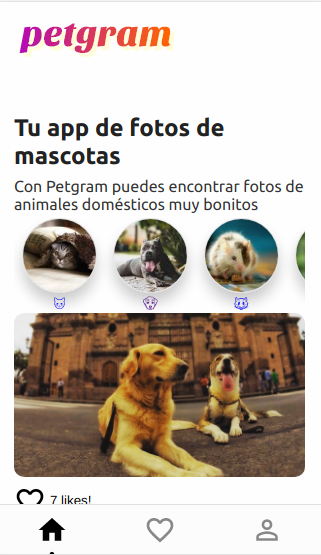 petgram
Tu app de fotos de
mascotas
Con Petgram puedes encontrar fotos de
animales domésticos muy bonitos
7 likes!